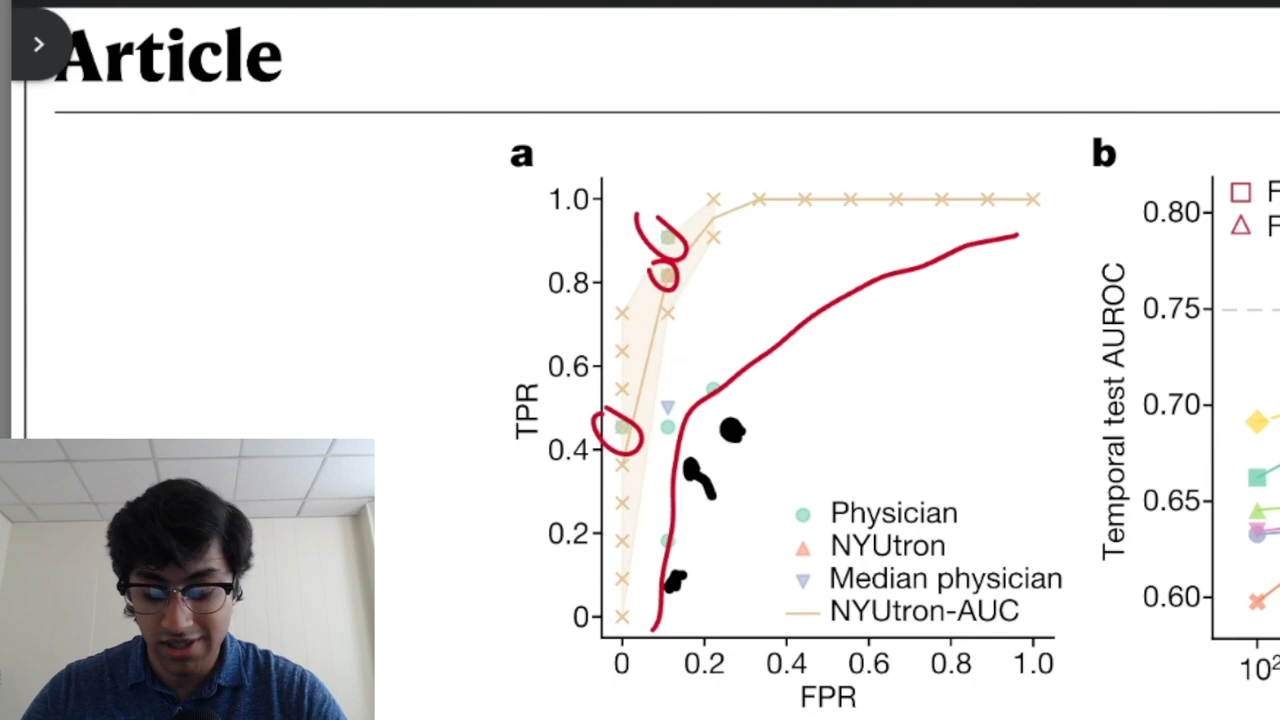 Article
a
b
1.0
0.8
0.6
0.4
0.2
0
TPR
0
0.2
0.4
0.6
0.8
1.0
FPR
Physician
NYUtron
Median physician
NYUtron-AUC
0.80
0.75
0.70
0.65
0.60
Temporal test AUROC
F
F
10²